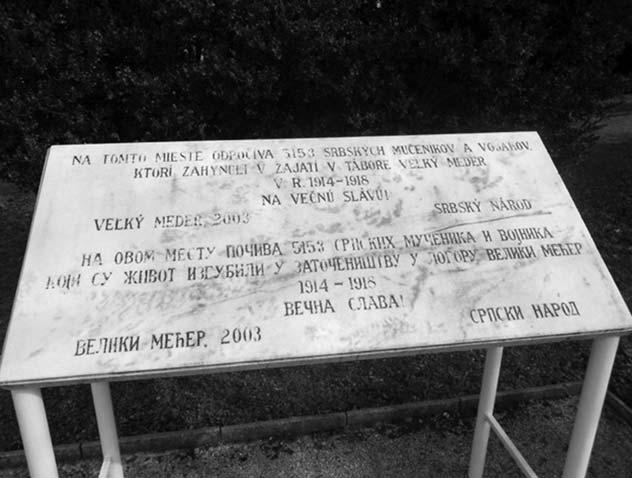 NA TOMTO MIESTE ODPOČÍVA 5153 SRBSKÝCH MUČENÍKOV A VOJAKOV,
KTORÍ ZAHYNULI V ZAJATÍ V TÁBORE VEĽKÝ MEDER
V R. 1914-1918
NA VEČNÚ SLÁVU!
VEĽKÝ MEDER, 2003 SRBSKÝ NÁROD
НА ОВОМ МЕСТУ ПОЧИВА 5153 СРПСКИХ МУЧЕНИКА И ВОЈНИКА
КОЈИ СУ ЖИВОТ ИЗГУБИЛИ У ЗАТОЧЕНИШТВУ У ЛОГОРУ ВЕЛИКИ МЕЂЕР
1914 - 1918
ВЕЧНА СЛАВА!
ВЕЛИКИ МЕЂЕР, 2003 СРПСКИ НАРОД